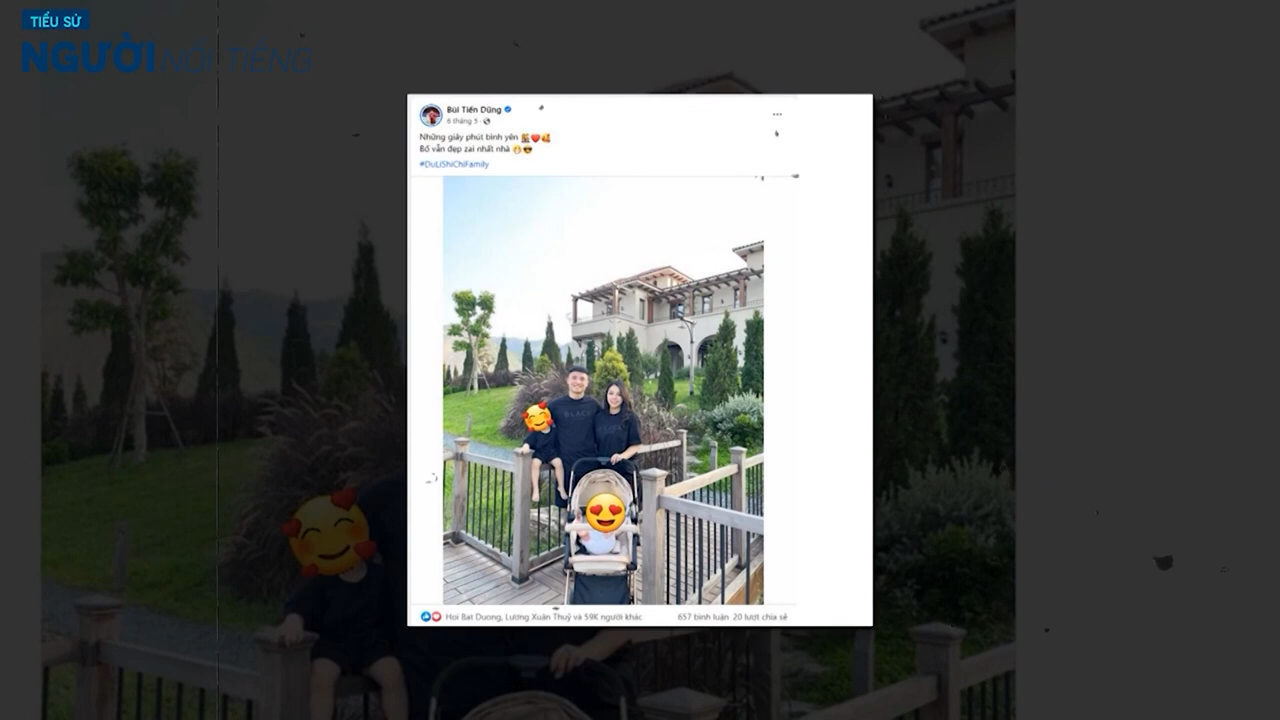 TIỂU SỬ
NGƯỜI NỔI TIẾNG
Bùi Tiến Dũng
6 tháng 5
Những giây phút bình yên
Bố vẫn đẹp zai nhất nhà
#DuLiShiChiFamily
BLACK
Hoi Bat Duong, Lương Xuân Thuỷ và 59K người khác
657 bình luận 20 lượt chia sẻ